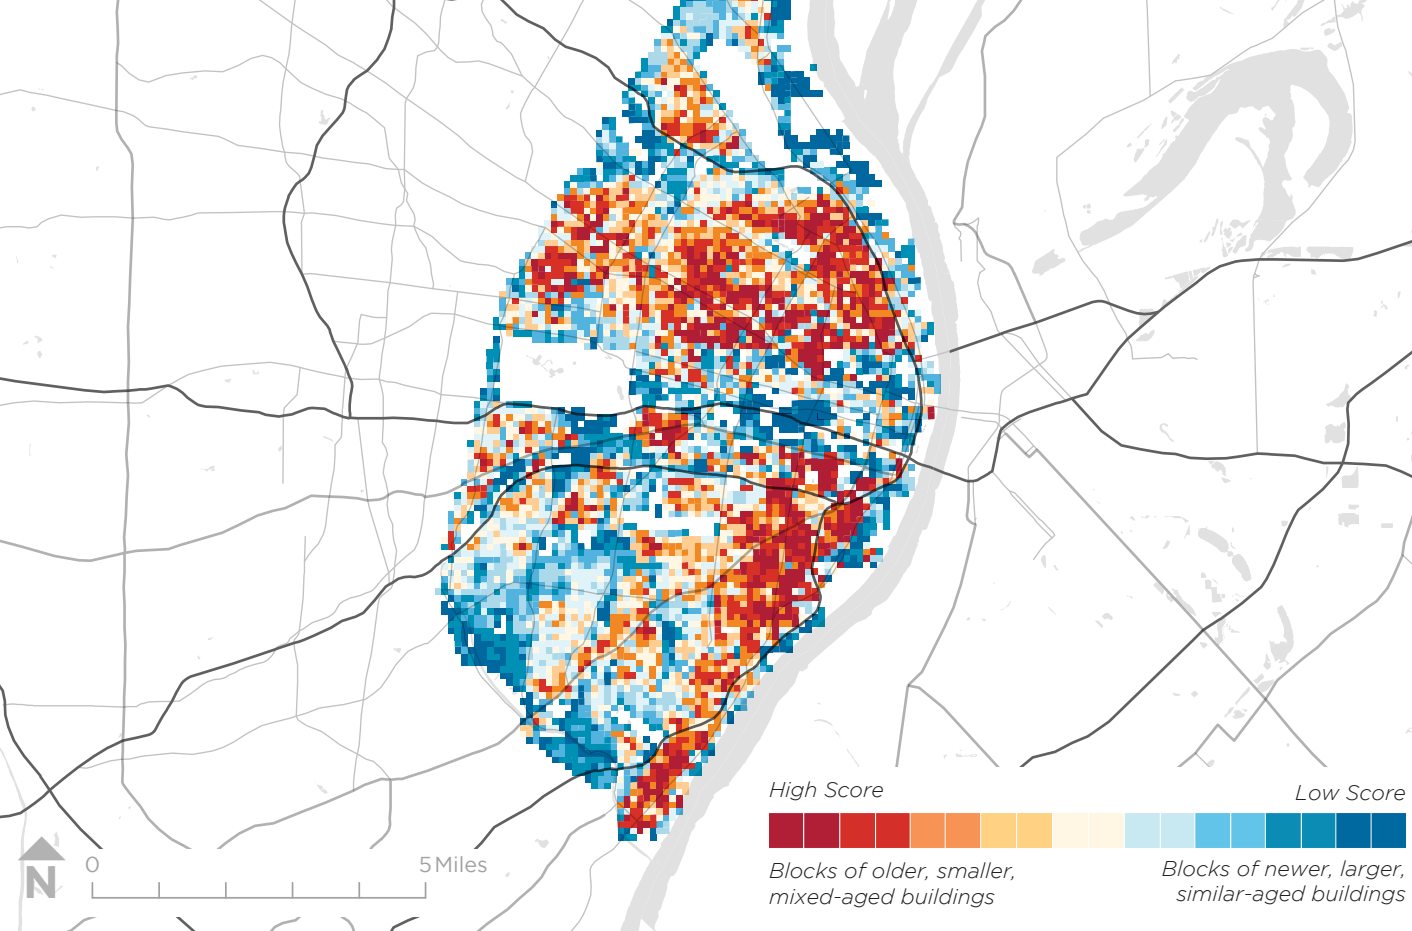 High Score
Low Score
Blocks of older, smaller,
mixed-aged buildings
Blocks of newer, larger,
similar-aged buildings
0
5 Miles
N